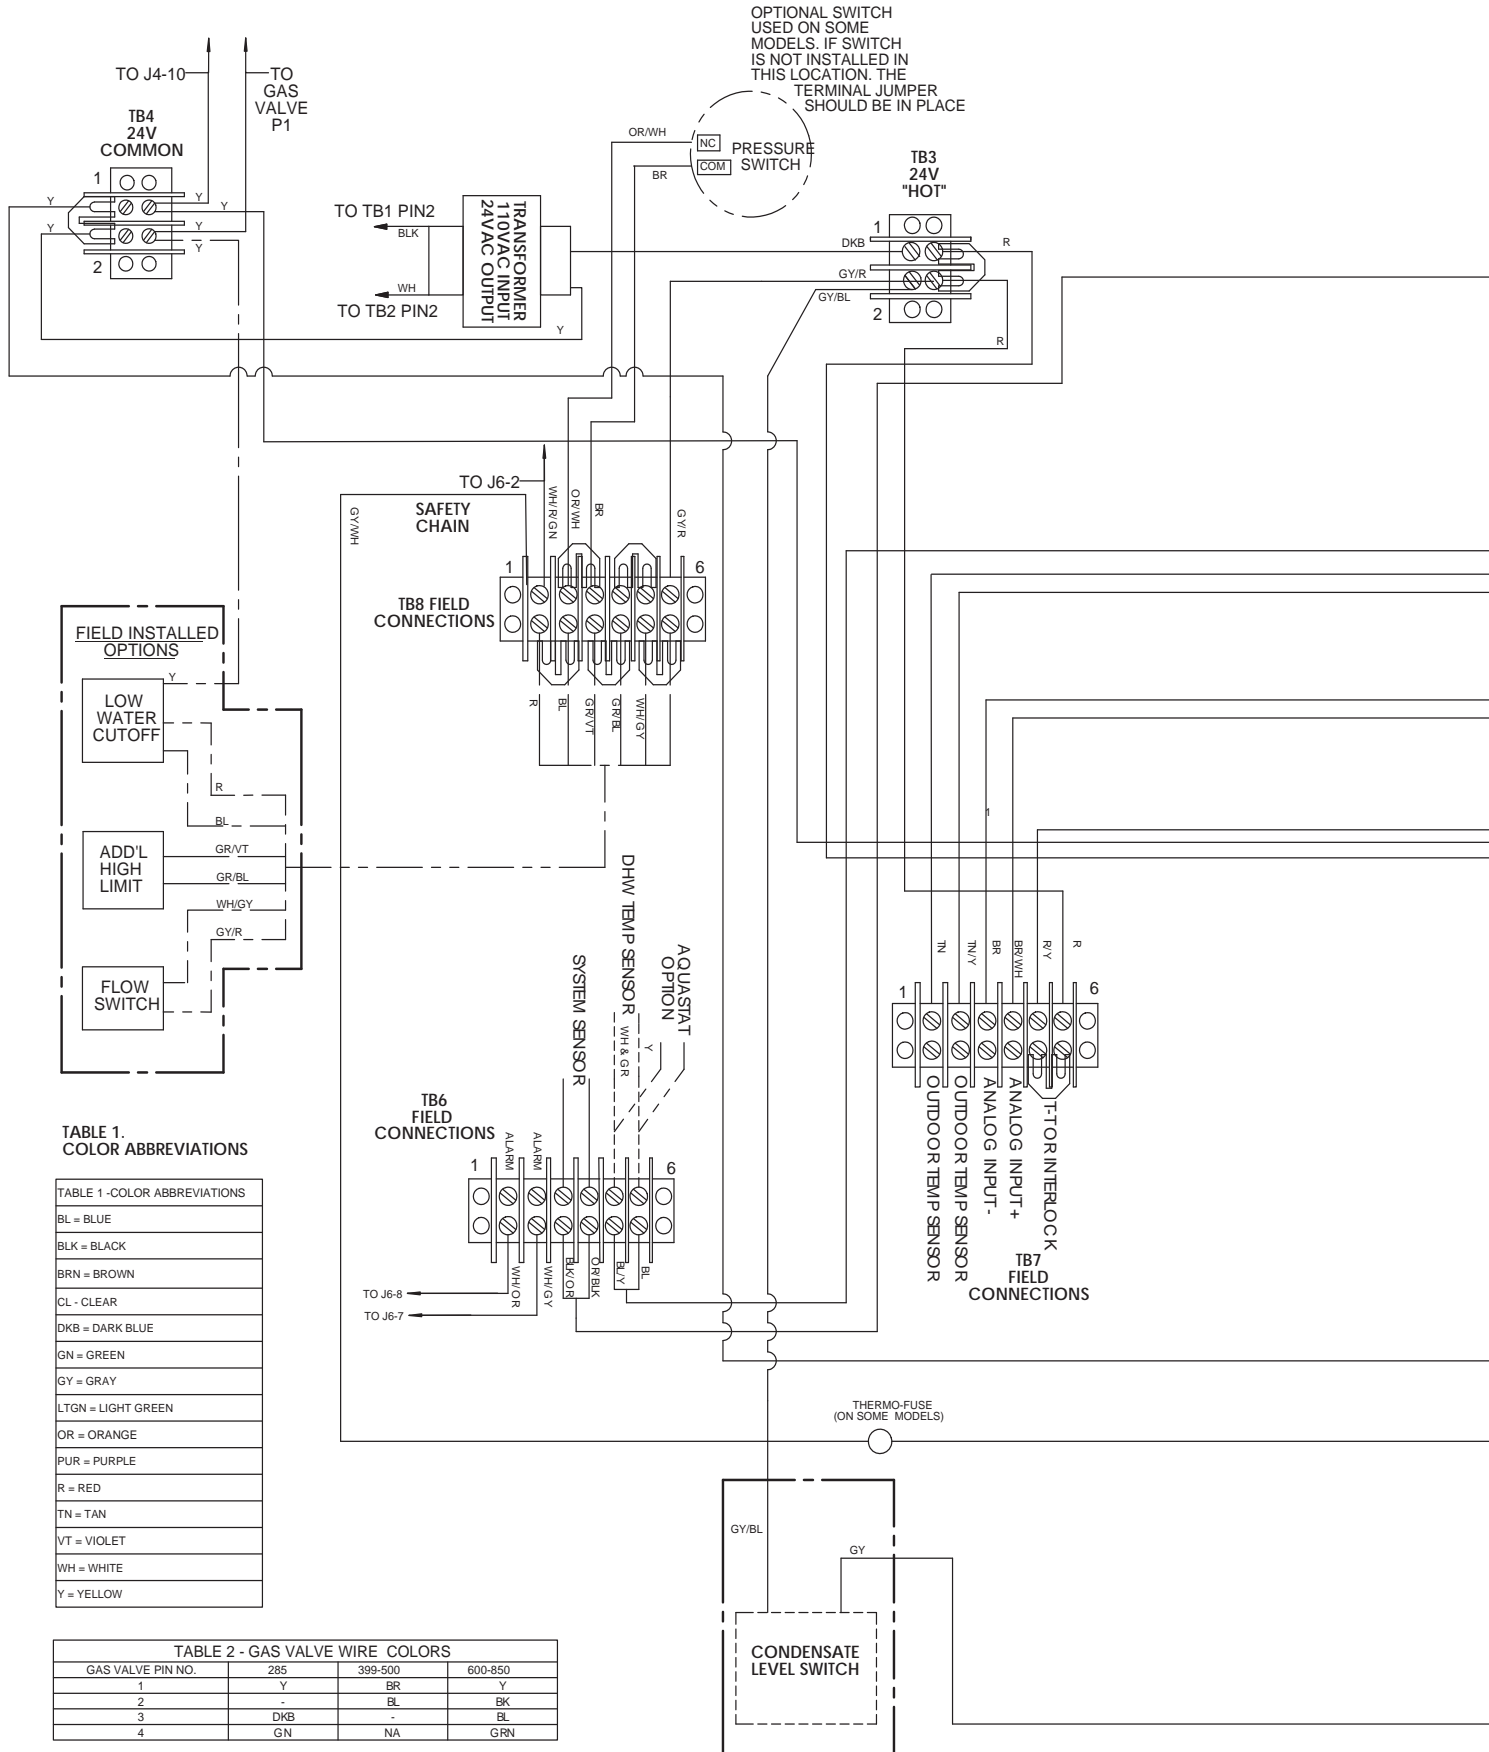 OPTIONAL SWITCH
USED ON SOME
MODELS. IF SWITCH
IS NOT INSTALLED IN
THIS LOCATION. THE
TERMINAL JUMPER
SHOULD BE IN PLACE
TO J4-10
TO
GAS
VALVE
P1
TB4
24V
COMMON
1
2
Y
Y
Y
Y
Y
Y
OR/WH
BR
NC
COM
PRESSURE
SWITCH
TB3
24V
"HOT"
1
2
DKB
GY/R
GY/BL
R
R
TO TB1 PIN2
BLK
WH
TO TB2 PIN2
TRANSFORMER
110VAC INPUT
24VAC OUTPUT
Y
TO J6-2
SAFETY
CHAIN
GY/WH
WH/R/GN
OR/WH
BR
GY/R
1
6
TB8 FIELD
CONNECTIONS
R
BL
GR/VT
GR/BL
WH/GY
FIELD INSTALLED
OPTIONS
Y
LOW
WATER
CUTOFF
R
BL
ADD'L
HIGH
LIMIT
GR/VT
GR/BL
WH/GY
GY/R
FLOW
SWITCH
SYSTEM SENSOR
DHW TEMP SENSOR
WH & GR
Y
AQUASTAT
OPTION
TB6
FIELD
CONNECTIONS
ALARM
ALARM
1
6
WH/OR
WH/GY
BLK/OR
OR/BLK
BL/Y
BL
TO J6-8
TO J6-7
1
TN
TN/Y
BR
BR/WH
R/Y
R
1
6
OUTDOOR TEMP SENSOR
OUTDOOR TEMP SENSOR
ANALOG INPUT -
ANALOG INPUT +
T-T OR INTERLOCK
TB7
FIELD
CONNECTIONS
THERMO-FUSE
(ON SOME MODELS)
GY/BL
GY
CONDENSATE
LEVEL SWITCH
TABLE 1.
COLOR ABBREVIATIONS
TABLE 1 -COLOR ABBREVIATIONS
BL = BLUE
BLK = BLACK
BRN = BROWN
CL - CLEAR
DKB = DARK BLUE
GN = GREEN
GY = GRAY
LTGN = LIGHT GREEN
OR = ORANGE
PUR = PURPLE
R = RED
TN = TAN
VT = VIOLET
WH = WHITE
Y = YELLOW
TABLE 2 - GAS VALVE WIRE COLORS
GAS VALVE PIN NO. 285 399-500 600-850
1 Y BR Y
2 - BL BK
3 DKB - BL
4 GN NA GRN